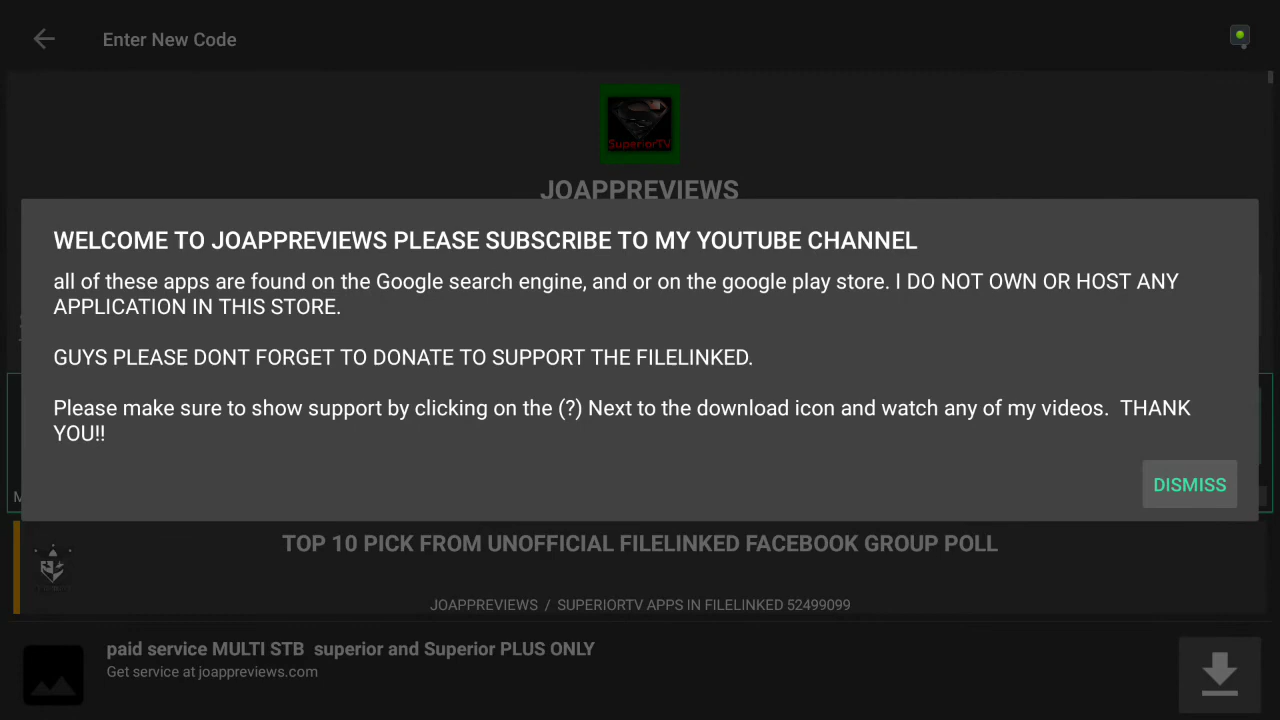 Enter New Code
SuperiorTV
JOAPPREVIEWS
WELCOME TO JOAPPREVIEWS PLEASE SUBSCRIBE TO MY YOUTUBE CHANNEL
all of these apps are found on the Google search engine, and or on the google play store. I DO NOT OWN OR HOST ANY
APPLICATION IN THIS STORE.
GUYS PLEASE DONT FORGET TO DONATE TO SUPPORT THE FILELINKED.
Please make sure to show support by clicking on the (?) Next to the download icon and watch any of my videos.  THANK
YOU!!
DISMISS
TOP 10 PICK FROM UNOFFICIAL FILELINKED FACEBOOK GROUP POLL
JOAPPREVIEWS / SUPERIORTV APPS IN FILELINKED 52499099
paid service MULTI STB  superior and Superior PLUS ONLY
Get service at joappreviews.com